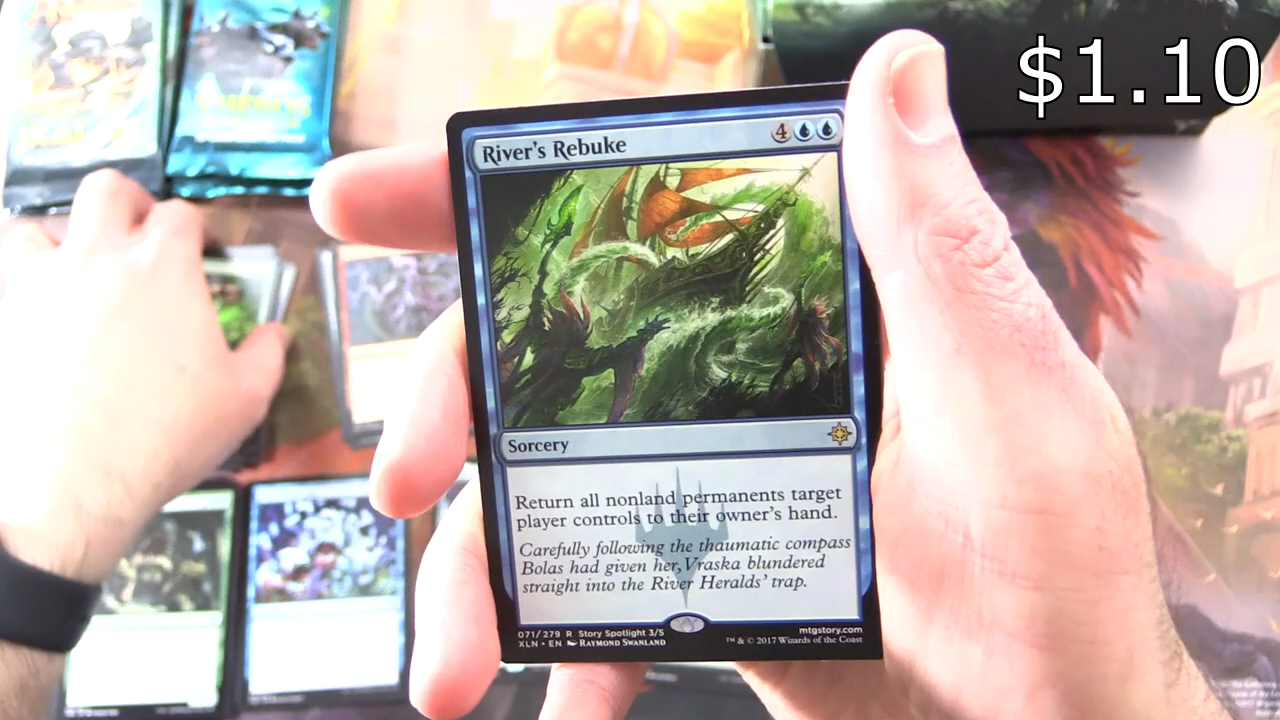 $1.10
River's Rebuke
4
Sorcery
Return all nonland permanents target
player controls to their owner's hand.
Carefully following the thaumatic compass
Bolas had given her, Vraska blundered
straight into the River Heralds' trap.
071/279 R Story Spotlight 3/5
XLN • EN RAYMOND SWANLAND
mtgstory.com
™ & © 2017 Wizards of the Coast